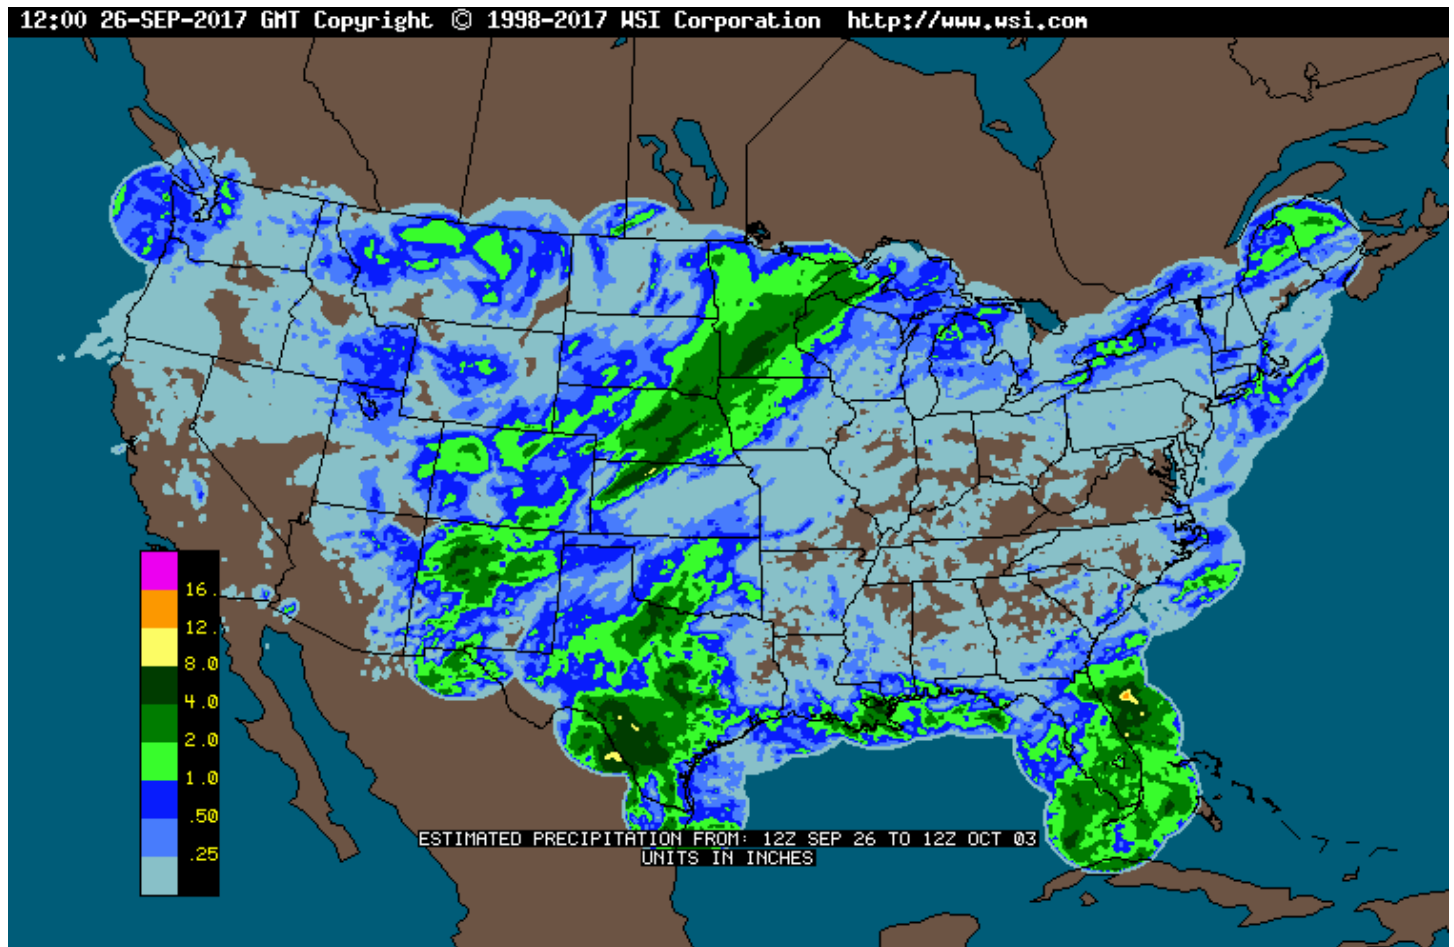 12:00 26-SEP-2017 GMT Copyright © 1998-2017 WSI Corporation http://www.wsi.com
16.
12.
8.0
4.0
2.0
1.0
.50
.25
ESTIMATED PRECIPITATION FROM: 12Z SEP 26 TO 12Z OCT 03
UNITS IN INCHES